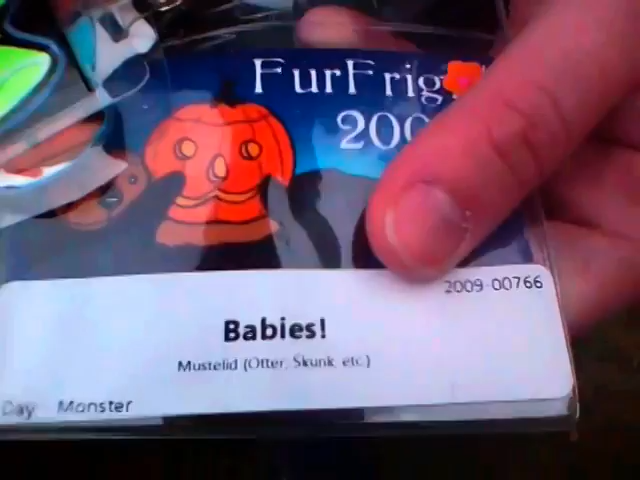 FurFrig
200
2009-00766
Babies!
Mustelid (Otter, Skunk, etc.)
Day Monster